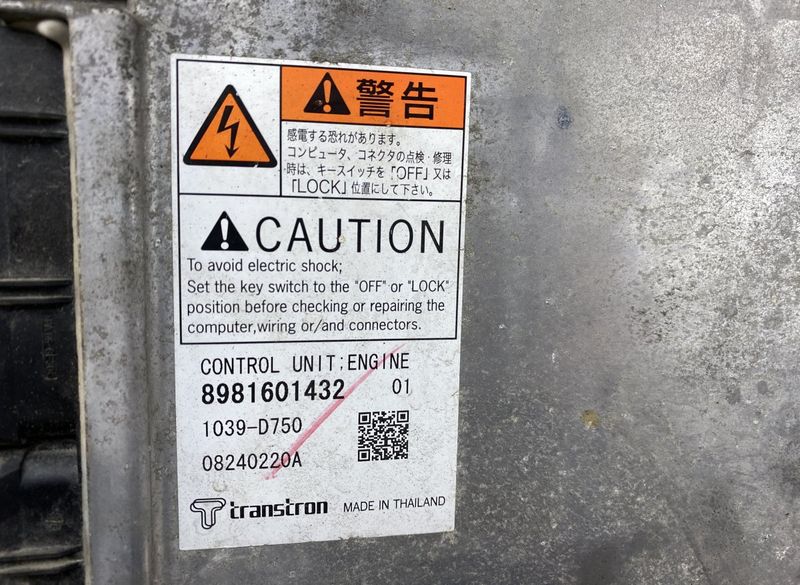 警告
感電する恐れがあります。
コンピュータ、コネクタの点検・修理
時は、キースイッチを「OFF」又は
「LOCK」位置にして下さい。
CAUTION
To avoid electric shock;
Set the key switch to the "OFF" or "LOCK"
position before checking or repairing the
computer,wiring or/and connectors.
CONTROL UNIT;ENGINE
8981601432 01
1039-D750
08240220A
transtron MADE IN THAILAND